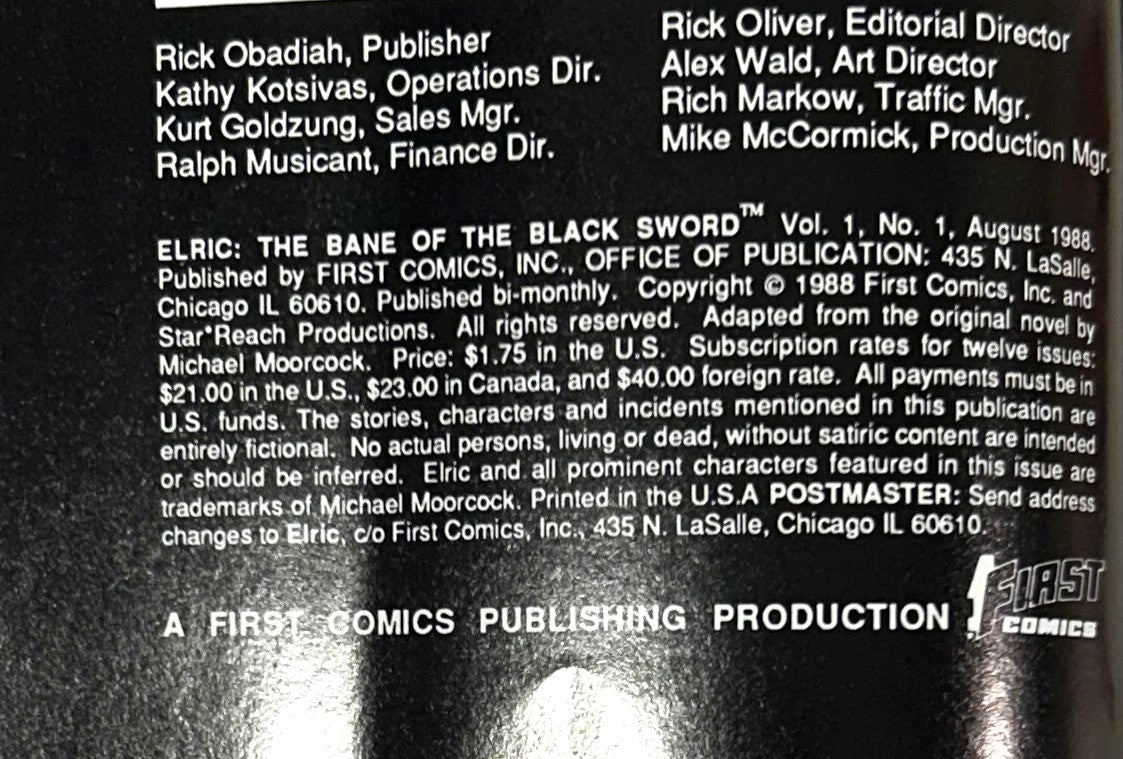 Rick Obadiah, Publisher
Kathy Kotsivas, Operations Dir.
Kurt Goldzung, Sales Mgr.
Ralph Musicant, Finance Dir.
Rick Oliver, Editorial Director
Alex Wald, Art Director
Rich Markow, Traffic Mgr.
Mike McCormick, Production Mgr.
ELRIC: THE BANE OF THE BLACK SWORD™ Vol. 1, No. 1, August 1988.
Published by FIRST COMICS, INC., OFFICE OF PUBLICATION: 435 N. LaSalle,
Chicago IL 60610. Published bi-monthly. Copyright © 1988 First Comics, Inc. and
Star*Reach Productions. All rights reserved. Adapted from the original novel by
Michael Moorcock. Price: $1.75 in the U.S. Subscription rates for twelve issues:
$21.00 in the U.S., $23.00 in Canada, and $40.00 foreign rate. All payments must be in
U.S. funds. The stories, characters and incidents mentioned in this publication are
entirely fictional. No actual persons, living or dead, without satiric content are intended
or should be inferred. Elric and all prominent characters featured in this issue are
trademarks of Michael Moorcock. Printed in the U.S.A POSTMASTER: Send address
changes to Elric, c/o First Comics, Inc., 435 N. LaSalle, Chicago IL 60610.
A FIRST COMICS PUBLISHING PRODUCTION
1 FIRST
COMICS